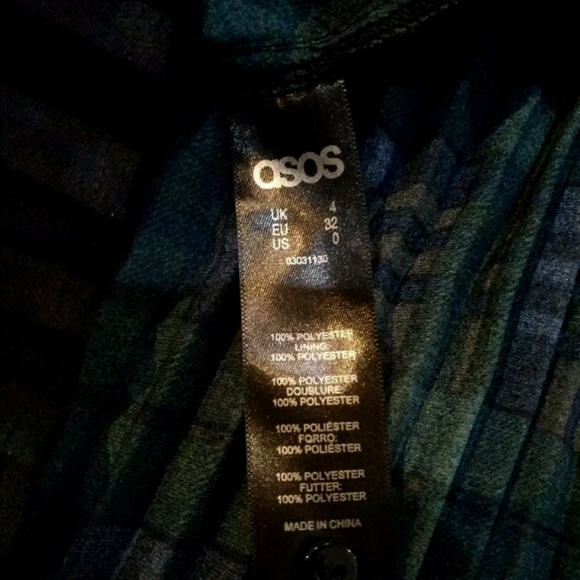 asos
UK 4
EU 32
US 0
03031130
100% POLYESTER
LINING:
100% POLYESTER
100% POLYESTER
DOUBLURE:
100% POLYESTER
100% POLIÉSTER
FORRO:
100% POLIÉSTER
100% POLYESTER
FUTTER:
100% POLYESTER
MADE IN CHINA